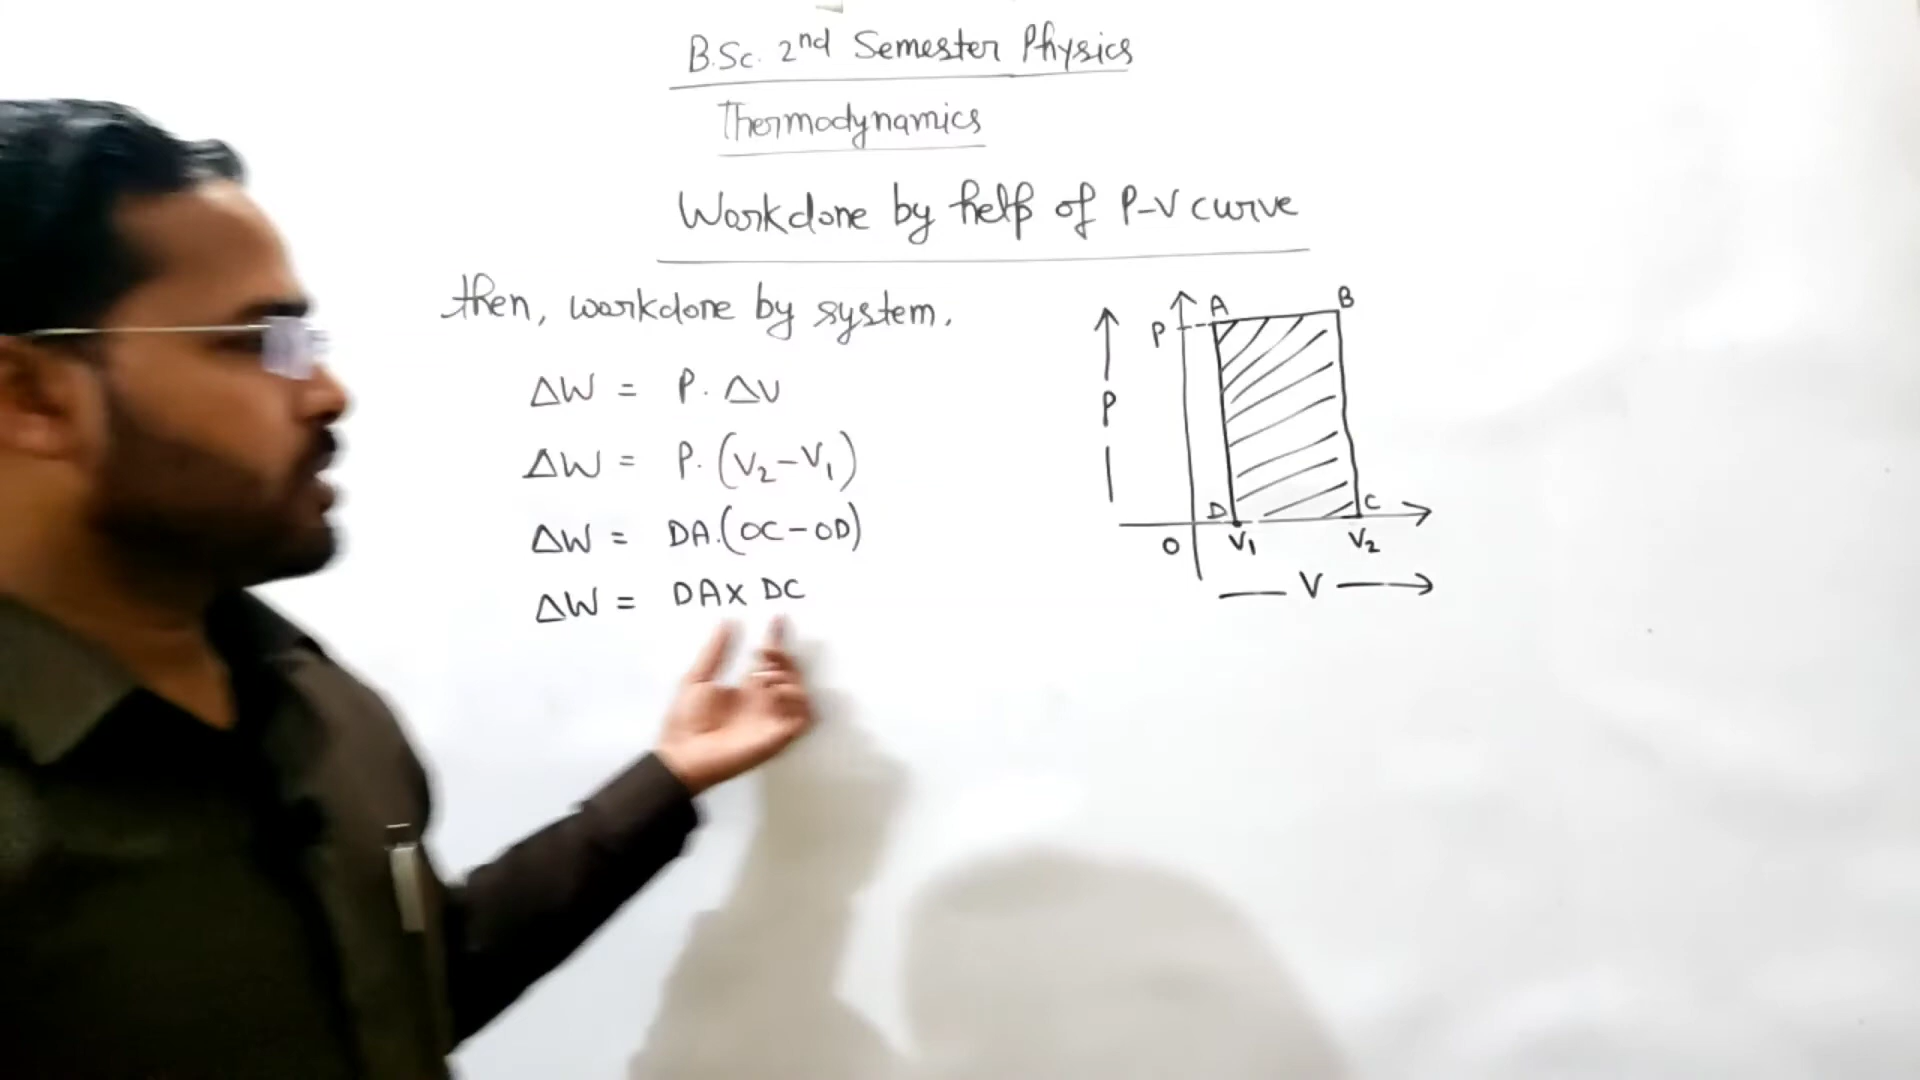 B.Sc. 2nd Semester Physics
Thermodynamics
Workdone by help of P-V curve
then, workdone by system.
ΔW = P. ΔV
ΔW = P. (V₂-V₁)
ΔW = DA.(OC-OD)
ΔW = DAX DC
A B
P
P
D C
O V₁ V₂
V